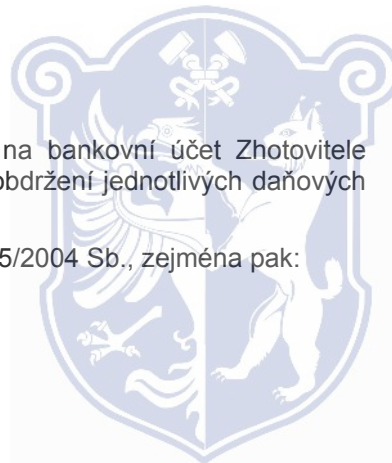 na bankovní účet Zhotovitele
obdržení jednotlivých daňových
5/2004 Sb., zejména pak: